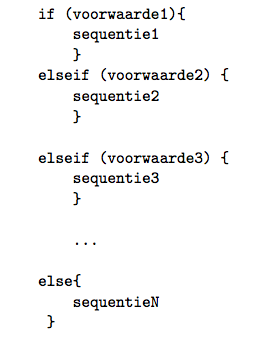 if (voorwaarde1){
sequentie1
}
elseif (voorwaarde2) {
sequentie2
}
elseif (voorwaarde3) {
sequentie3
}
...
else{
sequentieN
}